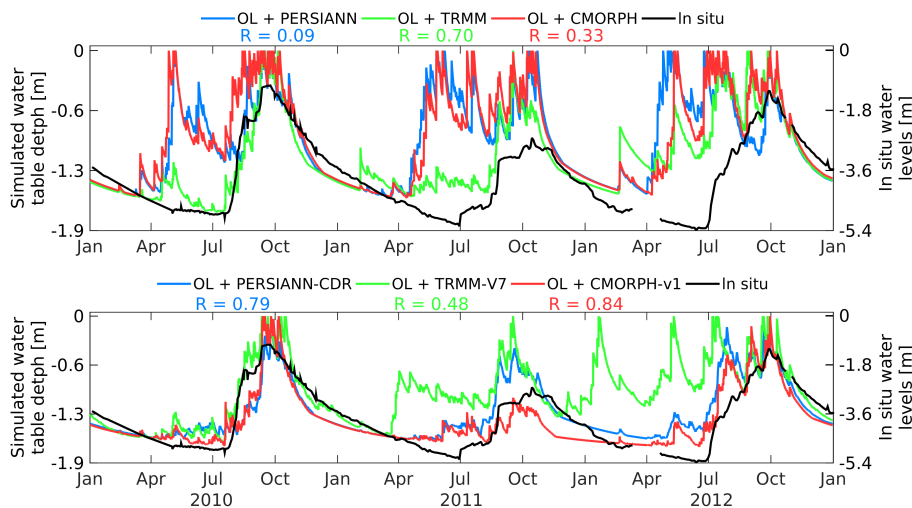 OL + PERSIANN OL + TRMM OL + CMORPH In situ
R = 0.09 R = 0.70 R = 0.33
Simulated water
table detph [m]
0
-0.6
-1.3
-1.9
0
-1.8
-3.6
-5.4
In situ water
levels [m]
Jan Apr Jul Oct Jan Apr Jul Oct Jan Apr Jul Oct Jan
OL + PERSIANN-CDR OL + TRMM-V7 OL + CMORPH-v1 In situ
R = 0.79 R = 0.48 R = 0.84
Simulated water
table detph [m]
0
-0.6
-1.3
-1.9
0
-1.8
-3.6
-5.4
In situ water
levels [m]
Jan Apr Jul Oct Jan Apr Jul Oct Jan Apr Jul Oct Jan
2010 2011 2012